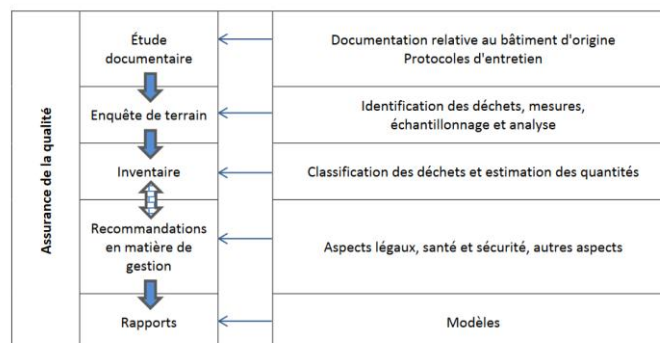 Assurance de la qualité
Étude
documentaire
Documentation relative au bâtiment d'origine
Protocoles d'entretien
Enquête de terrain
Identification des déchets, mesures,
échantillonnage et analyse
Inventaire
Classification des déchets et estimation des quantités
Recommandations
en matière de
gestion
Aspects légaux, santé et sécurité, autres aspects
Rapports
Modèles